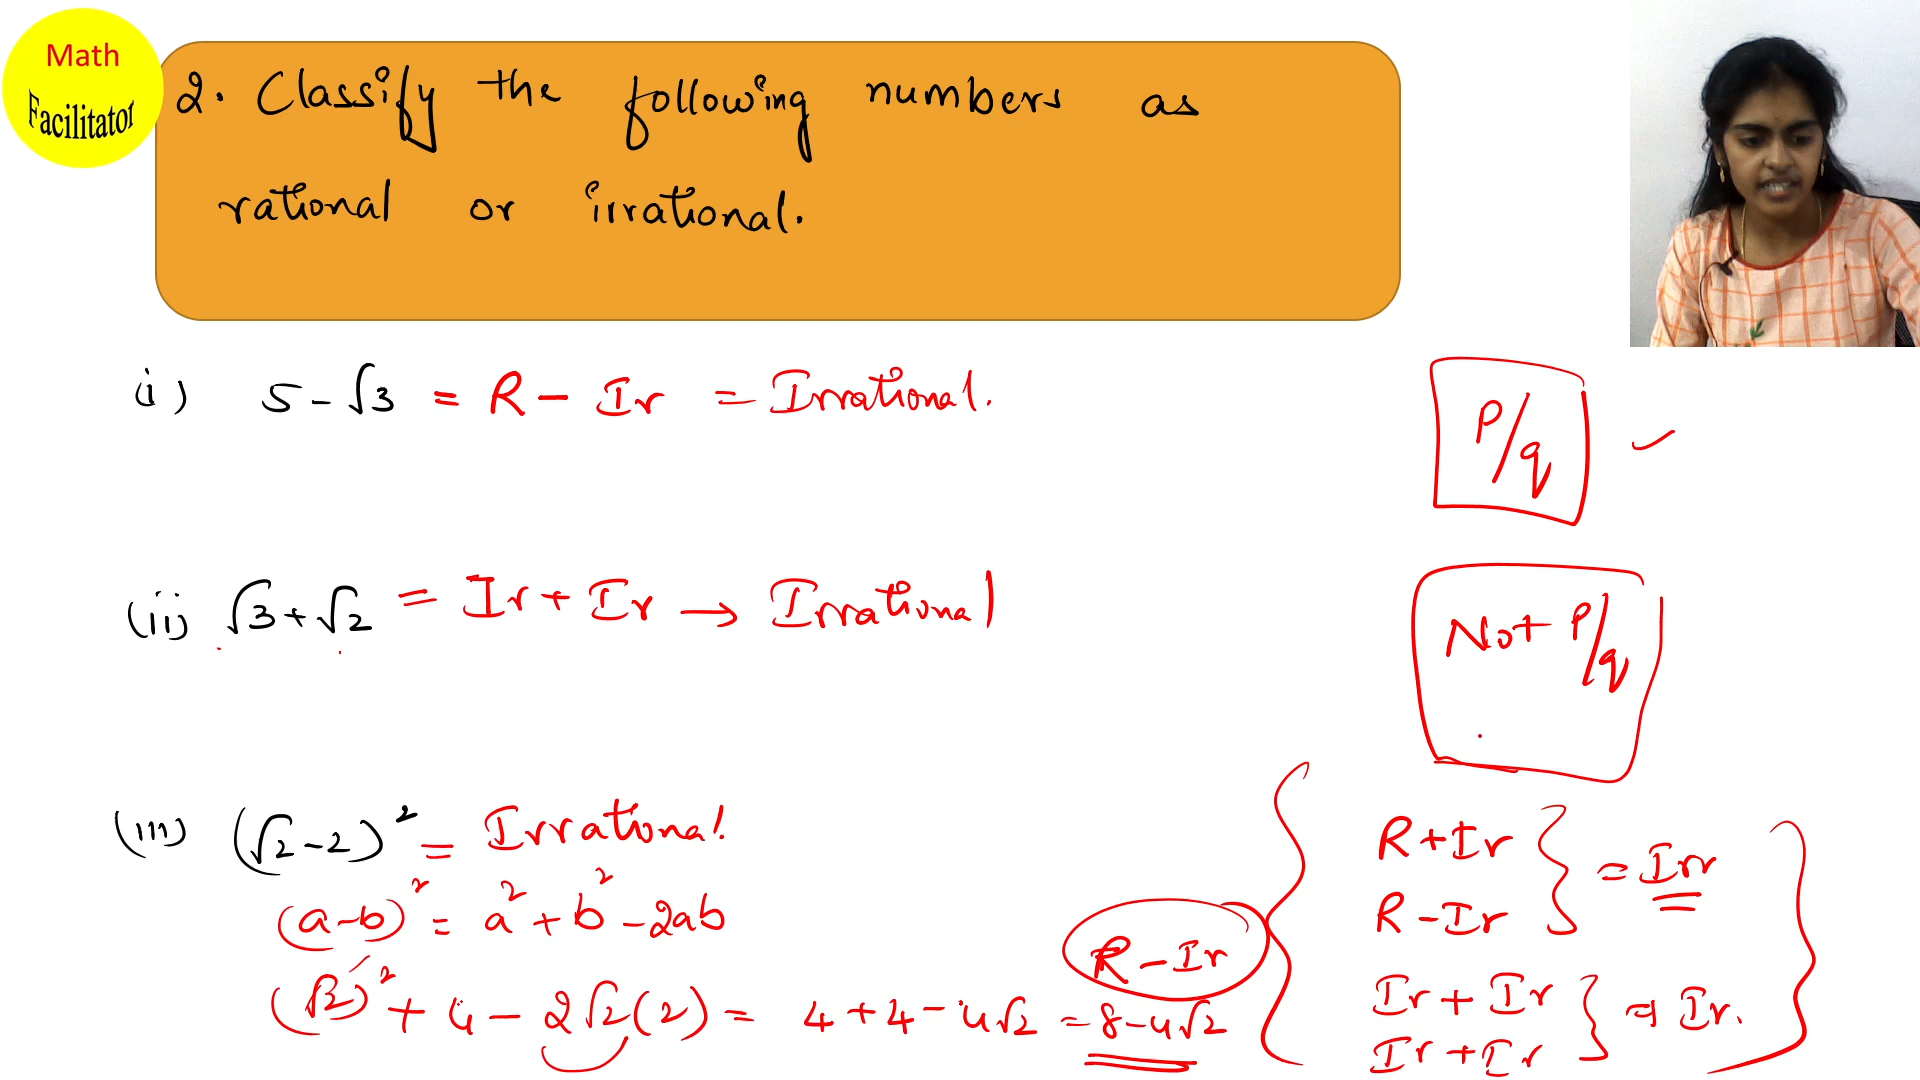 Math
Facilitator
2. Classify the following numbers as
rational or irrational.
(i) 5-√3 = R - Ir = Irrational.
P/q
(ii) √3+√2 = Ir + Ir → Irrational
Not P/q
(iii) (√2-2)² = Irrational
(a-b)² = a² + b² - 2ab
(√2)² + 4 - 2√2(2) = 4+4-4√2 = 8-4√2
R - Ir
R+Ir
R-Ir
= Irr
Ir + Ir
Ir + Ir
⇒ Ir.